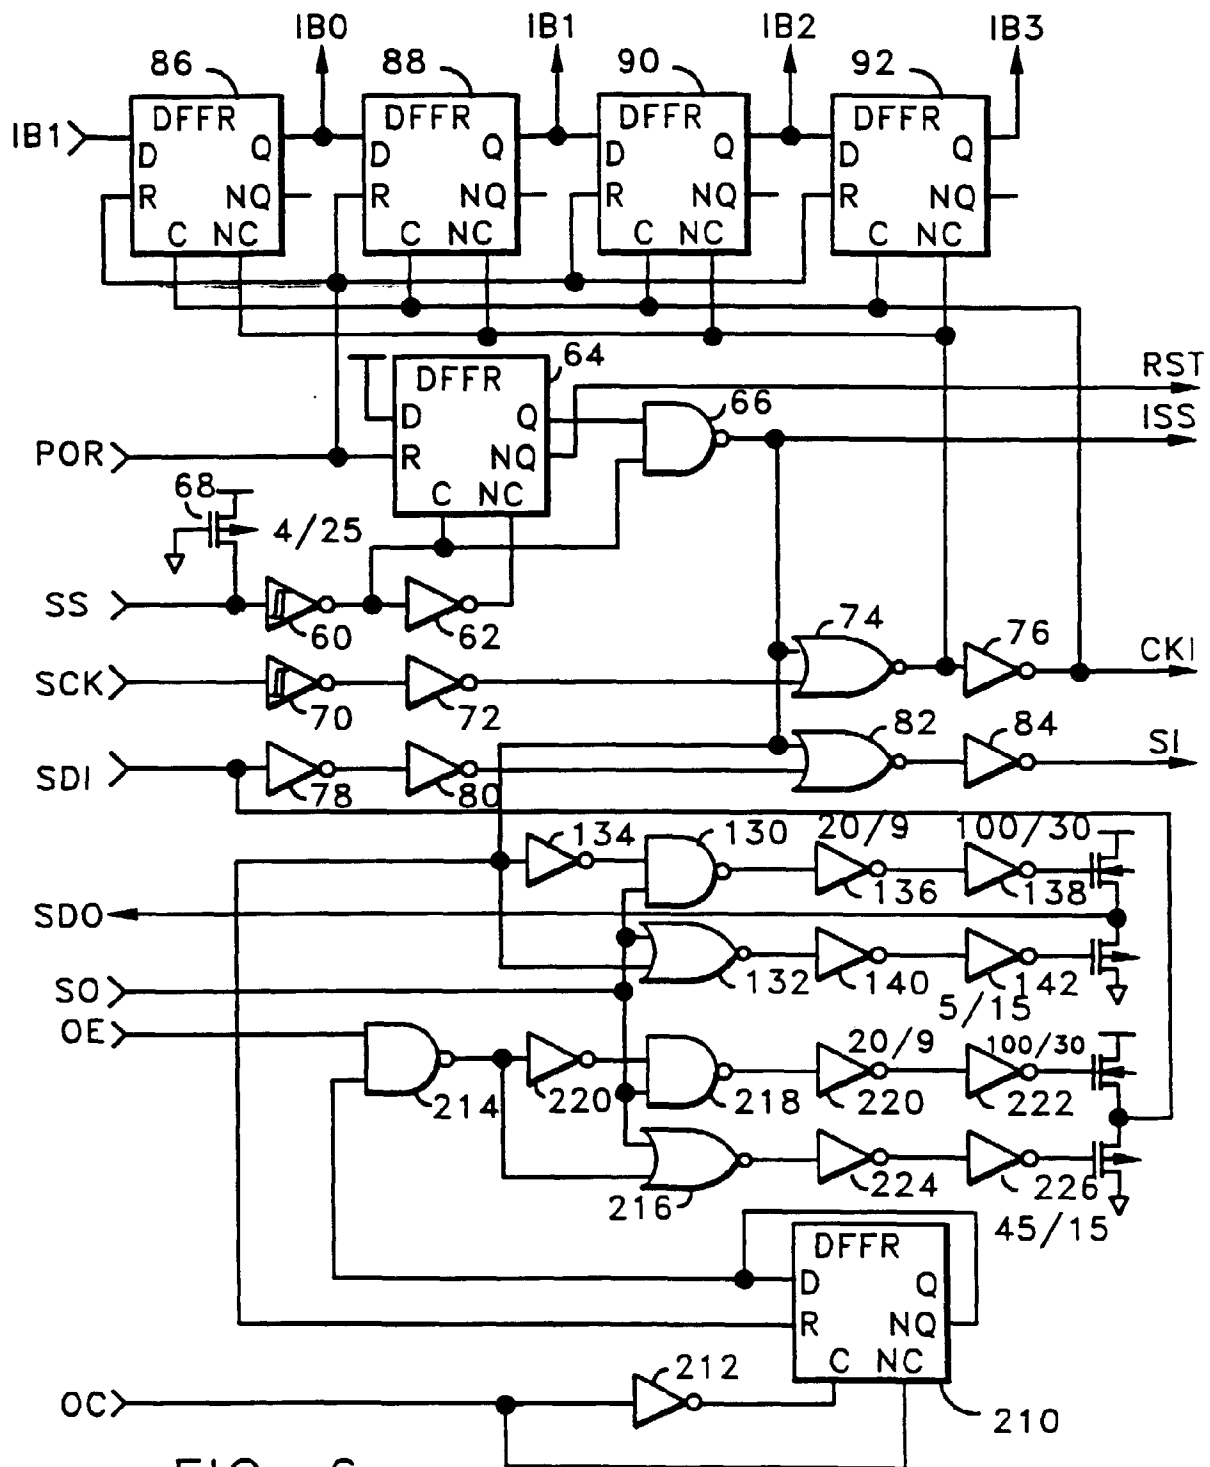 IB0 IB1 IB2 IB3
86 88 90 92
DFFR DFFR DFFR DFFR
IB1 D Q D Q D Q D Q
R NQ R NQ R NQ R NQ
C NC C NC C NC C NC
64
DFFR
RST
66
D Q
ISS
POR R NQ
68 C NC
4/25
SS 60 62
74 76
SCK 70 72 CKI
82 84
SDI 78 80 SI
134 130 20/9 100/30
136 138
SDO
132 140 142
SO 5/15
OE
20/9 100/30
214 220 218 220 222
216 224 226
45/15
DFFR
D Q
R NQ
C NC
212
OC 210